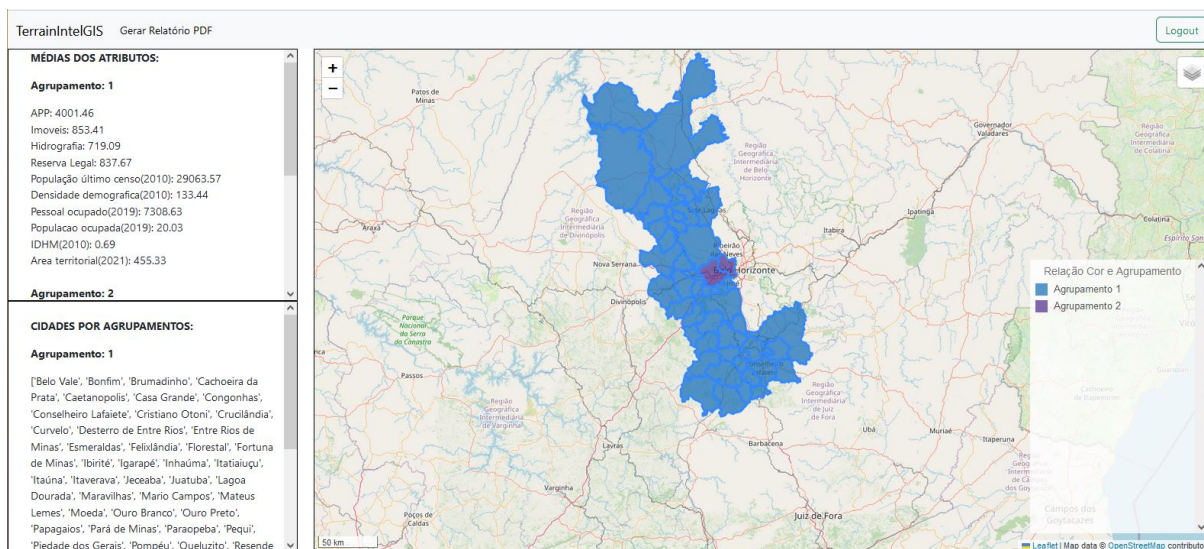 TerrainIntelGIS Gerar Relatório PDF Logout
MÉDIAS DOS ATRIBUTOS:
Agrupamento: 1
APP: 4001.46
Imoveis: 853.41
Hidrografia: 719.09
Reserva Legal: 837.67
População último censo(2010): 29063.57
Densidade demografica(2010): 133.44
Pessoal ocupado(2019): 7308.63
Populacao ocupada(2019): 20.03
IDHM(2010): 0.69
Area territorial(2021): 455.33
Agrupamento: 2
CIDADES POR AGRUPAMENTOS:
Agrupamento: 1
['Belo Vale', 'Bonfim', 'Brumadinho', 'Cachoeira da
Prata', 'Caetanopolis', 'Casa Grande', 'Congonhas',
'Conselheiro Lafaiete', 'Cristiano Otoni', 'Crucilândia',
'Curvelo', 'Desterro de Entre Rios', 'Entre Rios de
Minas', 'Esmeraldas', 'Felixlândia', 'Florestal', 'Fortuna
de Minas', 'Ibirité', 'Igarapé', 'Inhaúma', 'Itatiaiuçu',
'Itaúna', 'Itaverava', 'Jeceaba', 'Juatuba', 'Lagoa
Dourada', 'Maravilhas', 'Mario Campos', 'Mateus
Lemes', 'Moeda', 'Ouro Branco', 'Ouro Preto',
'Papagaios', 'Pará de Minas', 'Paraopeba', 'Pequi',
'Piedade dos Gerais', 'Pompéu', 'Queluzito', 'Resende
+
−
Patos de
Minas
Governador
Valadares
Região
Geográfica
Intermediária
de Colatina
Região
Geográfica
Intermediária
de Belo
Horizonte
Região
Geográfica
Intermediária
de Divinópolis
Araxá
Ipatinga
Colatina
Itabira
Espírito San
Ribeirão
Horizonte
Nova Serrana
Divinópolis
Parque
Nacional
da Serra
da Canastra
Passos
Região
Geográfica
Intermediária
de Varginha
Região
Geográfica
Intermediária
de Juiz
de Fora
Lavras
Barbacena
Ubá
Muriaé
Itaperuna
Varginha
Poços de
Caldas
Juiz de Fora
Relação Cor e Agrupamento
Agrupamento 1
Agrupamento 2
Campos dos
Goytacazes
50 km
Leaflet | Map data © OpenStreetMap contributo